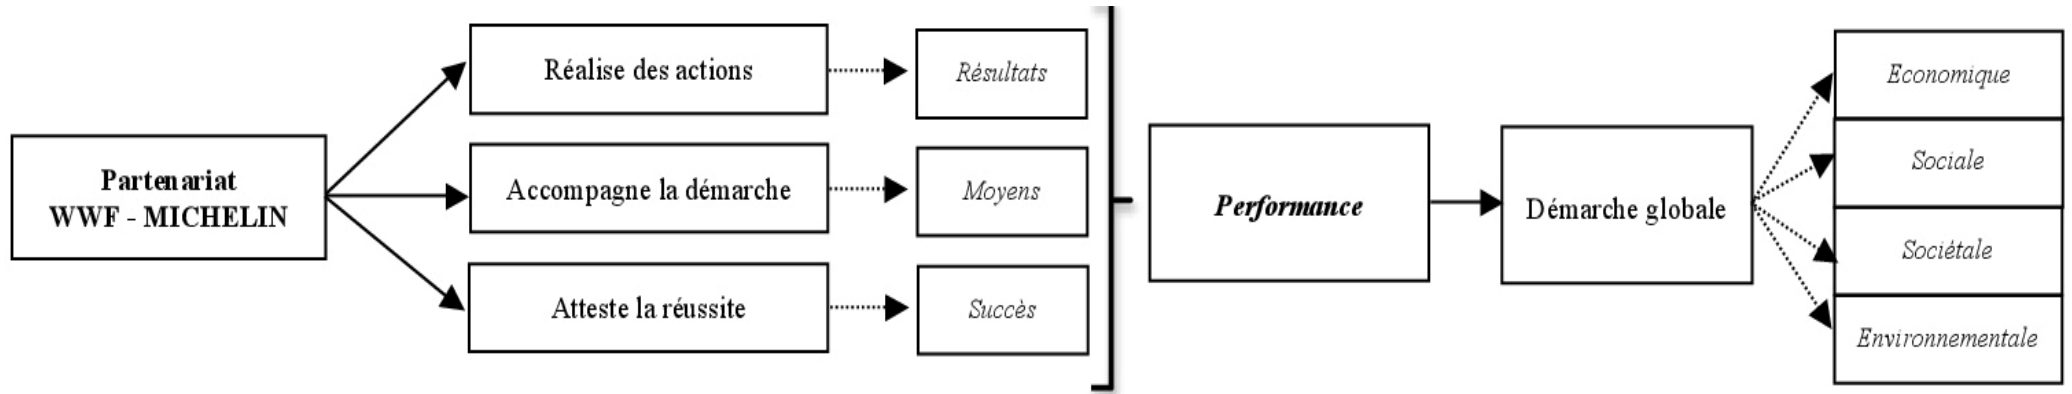 Partenariat
WWF - MICHELIN
Réalise des actions
Résultats
Accompagne la démarche
Moyens
Atteste la réussite
Succès
Performance
Démarche globale
Economique
Sociale
Sociétale
Environnementale